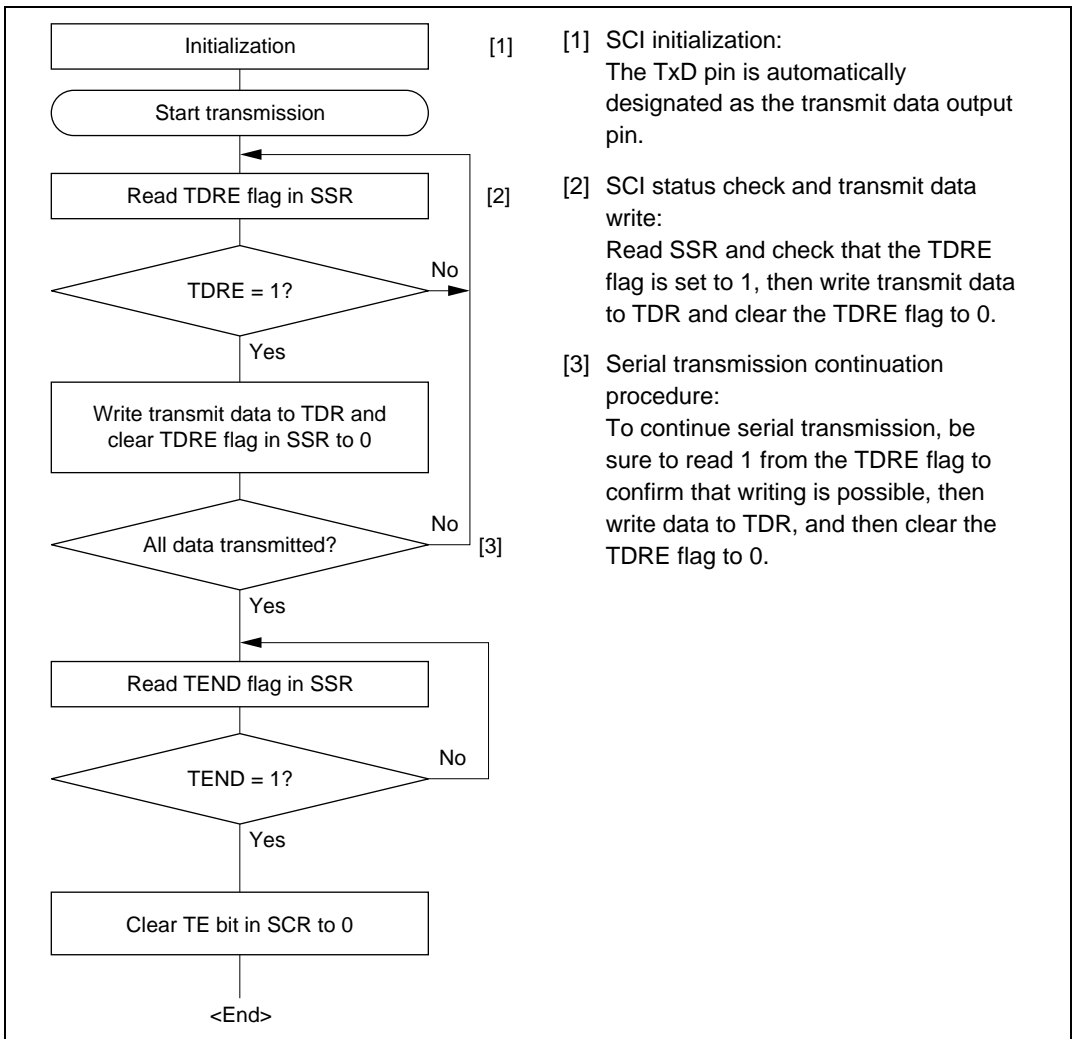 Initialization
[1]
Start transmission
Read TDRE flag in SSR
[2]
TDRE = 1?
No
Yes
Write transmit data to TDR and
clear TDRE flag in SSR to 0
All data transmitted?
No
[3]
Yes
Read TEND flag in SSR
TEND = 1?
No
Yes
Clear TE bit in SCR to 0
<End>
[1] SCI initialization:
The TxD pin is automatically
designated as the transmit data output
pin.
[2] SCI status check and transmit data
write:
Read SSR and check that the TDRE
flag is set to 1, then write transmit data
to TDR and clear the TDRE flag to 0.
[3] Serial transmission continuation
procedure:
To continue serial transmission, be
sure to read 1 from the TDRE flag to
confirm that writing is possible, then
write data to TDR, and then clear the
TDRE flag to 0.